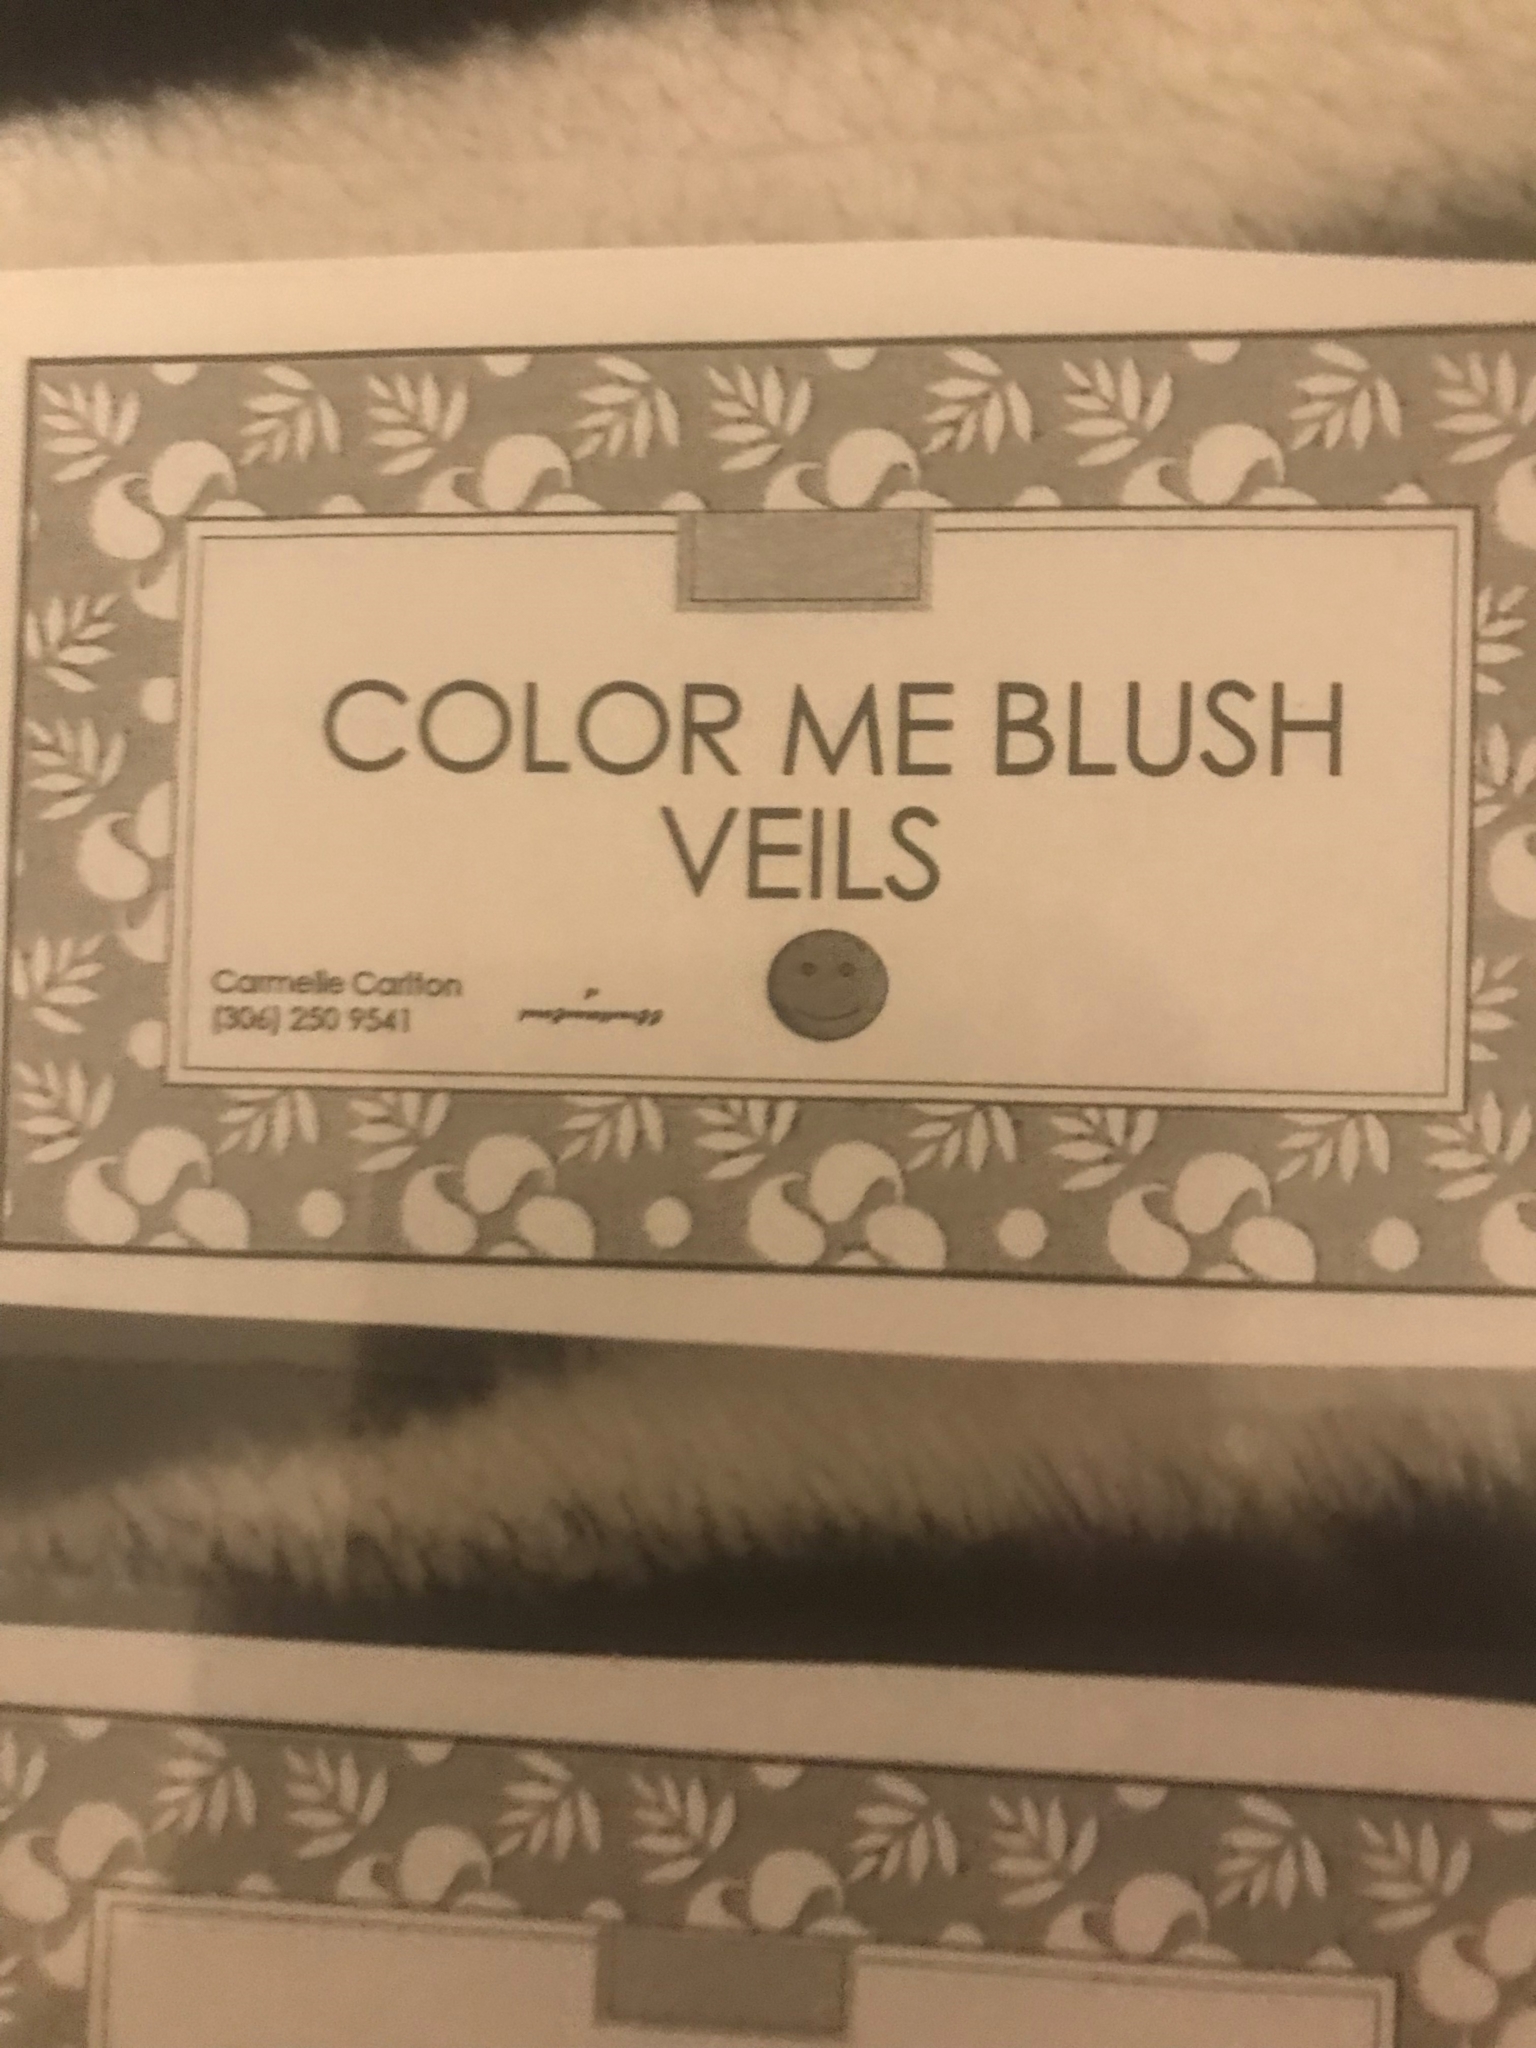 COLOR ME BLUSH
VEILS
Carmelle Carlton
(306) 250 9541